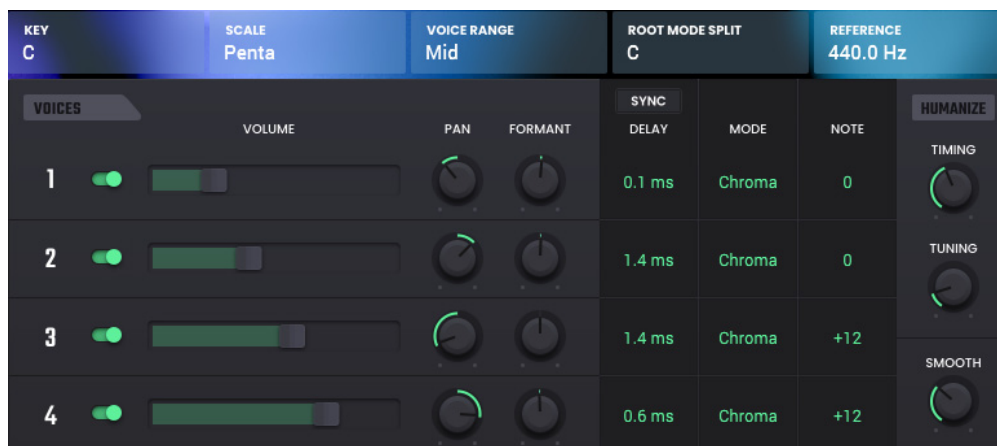 KEY SCALE VOICE RANGE ROOT MODE SPLIT REFERENCE
C Penta Mid C 440.0 Hz
VOICES SYNC HUMANIZE
VOLUME PAN FORMANT DELAY MODE NOTE
TIMING
1 0.1 ms Chroma 0
TUNING
2 1.4 ms Chroma 0
3 1.4 ms Chroma +12
SMOOTH
4 0.6 ms Chroma +12